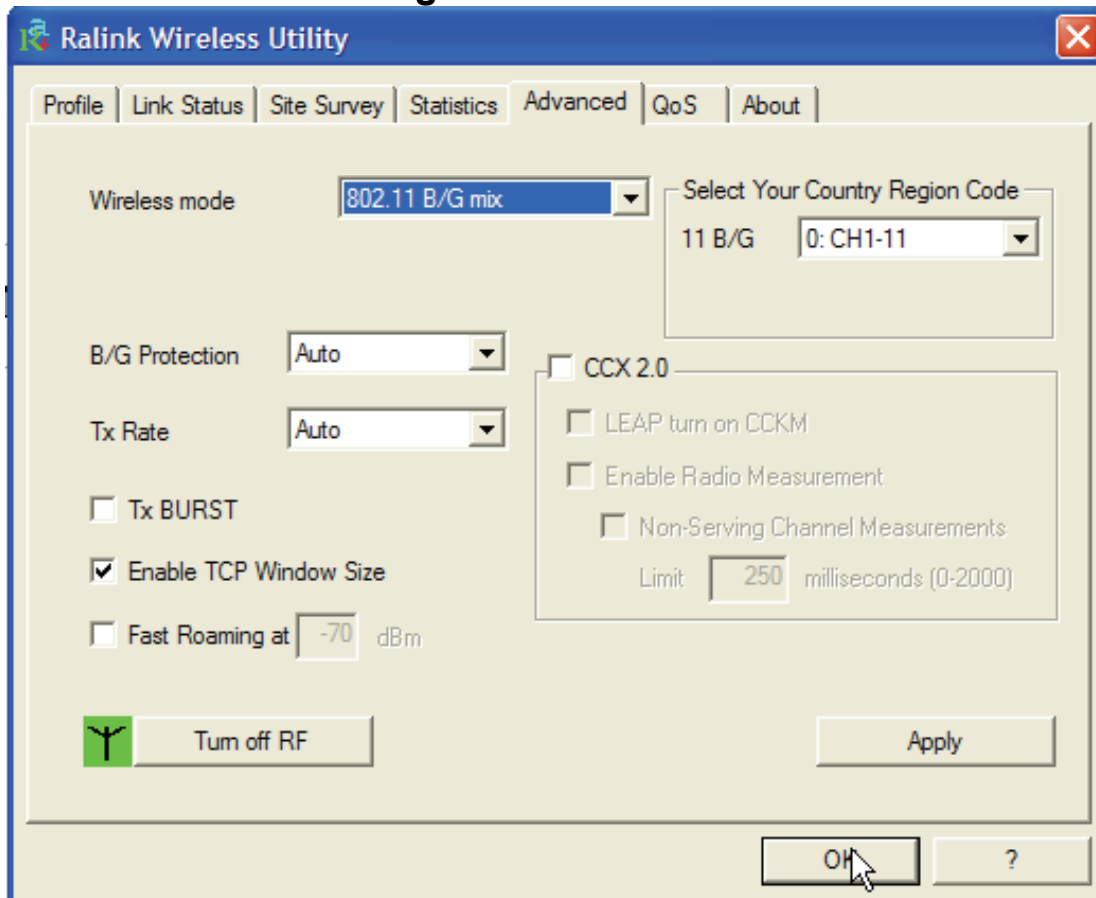 Ralink Wireless Utility
Profile Link Status Site Survey Statistics Advanced QoS About
Wireless mode 802.11 B/G mix
Select Your Country Region Code
11 B/G 0: CH1-11
B/G Protection Auto
Tx Rate Auto
Tx BURST
Enable TCP Window Size
Fast Roaming at -70 dBm
CCX 2.0
LEAP turn on CCKM
Enable Radio Measurement
Non-Serving Channel Measurements
Limit 250 milliseconds (0-2000)
Turn off RF
Apply
OK ?